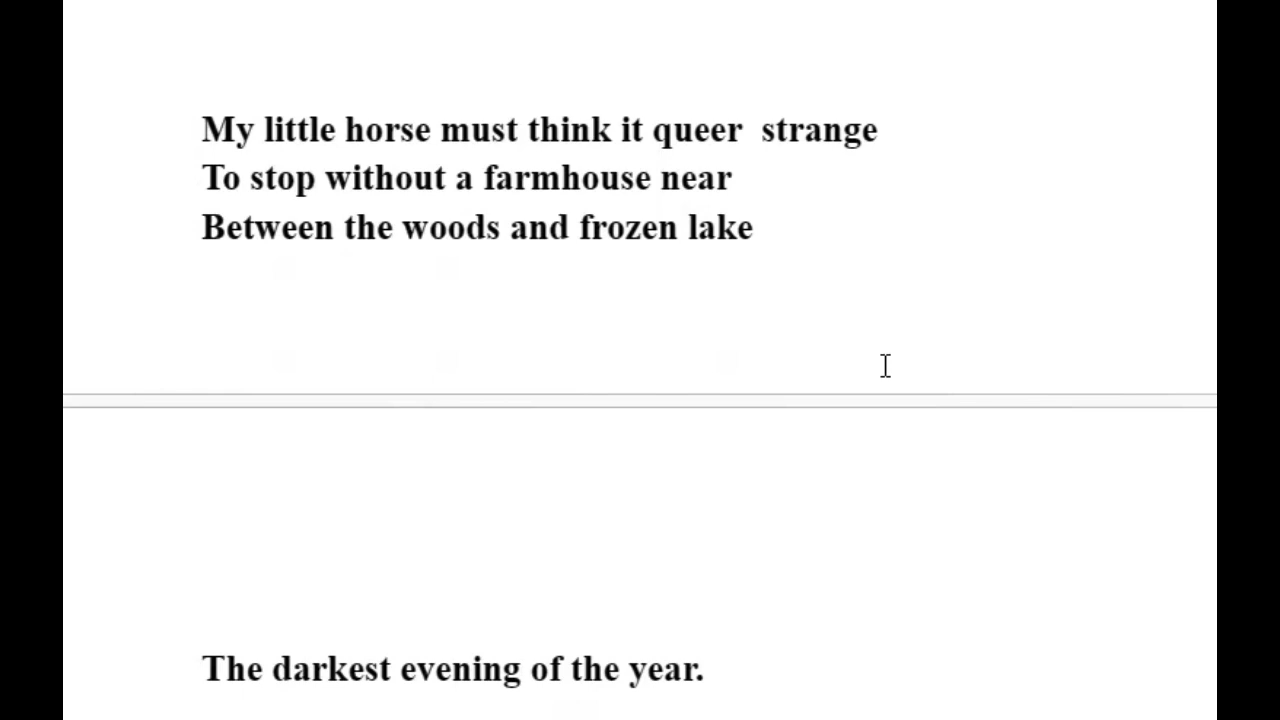 My little horse must think it queer  strange
To stop without a farmhouse near
Between the woods and frozen lake
The darkest evening of the year.